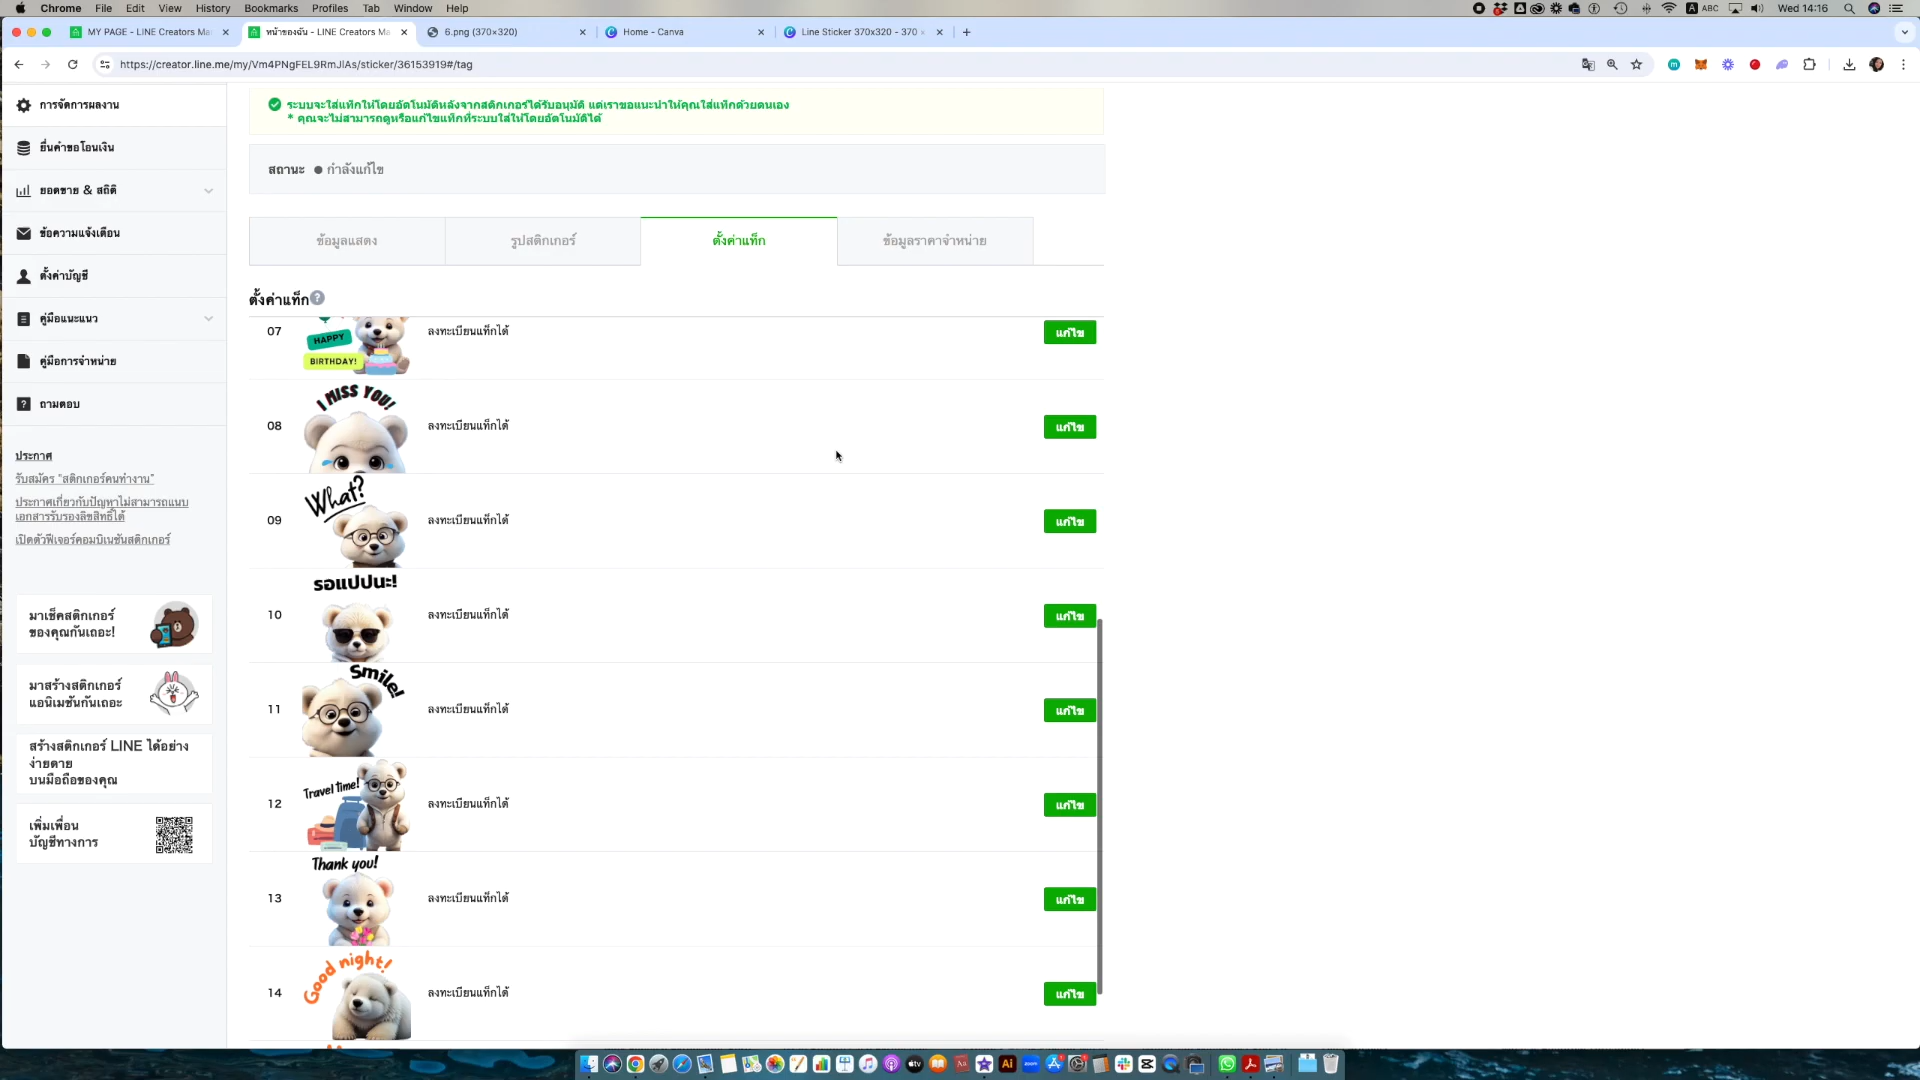 Chrome File Edit View History Bookmarks Profiles Tab Window Help
ABC Wed 14:16
MY PAGE - LINE Creators Ma
หน้าของฉัน - LINE Creators Ma
6.png (370×320)
Home - Canva
Line Sticker 370x320 - 370 ×
https://creator.line.me/my/Vm4PNgFEL9RmJIAs/sticker/36153919#/tag
การจัดการผลงาน
ยื่นคำขอโอนเงิน
ยอดขาย & สถิติ
ข้อความแจ้งเตือน
ตั้งค่าบัญชี
คู่มือแนะแนว
คู่มือการจำหน่าย
ถามตอบ
ประกาศ
รับสมัคร "สติกเกอร์คนทำงาน"
ประกาศเกี่ยวกับปัญหาไม่สามารถแนบ
เอกสารรับรองลิขสิทธิ์ได้
เปิดตัวฟีเจอร์คอมบิเนชันสติกเกอร์
มาเช็คสติกเกอร์
ของคุณกันเถอะ!
มาสร้างสติกเกอร์
แอนิเมชันกันเถอะ
สร้างสติกเกอร์ LINE ได้อย่าง
ง่ายดาย
บนมือถือของคุณ
เพิ่มเพื่อน
บัญชีทางการ
ระบบจะใส่แท็กให้โดยอัตโนมัติหลังจากสติกเกอร์ได้รับอนุมัติ แต่เราขอแนะนำให้คุณใส่แท็กด้วยตนเอง
* คุณจะไม่สามารถดูหรือแก้ไขแท็กที่ระบบใส่ให้โดยอัตโนมัติได้
สถานะ ● กำลังแก้ไข
ข้อมูลแสดง รูปสติกเกอร์ ตั้งค่าแท็ก ข้อมูลราคาจำหน่าย
ตั้งค่าแท็ก ?
07 HAPPY BIRTHDAY! ลงทะเบียนแท็กได้ แก้ไข
08 I MISS YOU! ลงทะเบียนแท็กได้ แก้ไข
09 What? ลงทะเบียนแท็กได้ แก้ไข
10 รอแปปนะ! ลงทะเบียนแท็กได้ แก้ไข
11 Smile! ลงทะเบียนแท็กได้ แก้ไข
12 Travel time! ลงทะเบียนแท็กได้ แก้ไข
13 Thank you! ลงทะเบียนแท็กได้ แก้ไข
14 Good night! ลงทะเบียนแท็กได้ แก้ไข